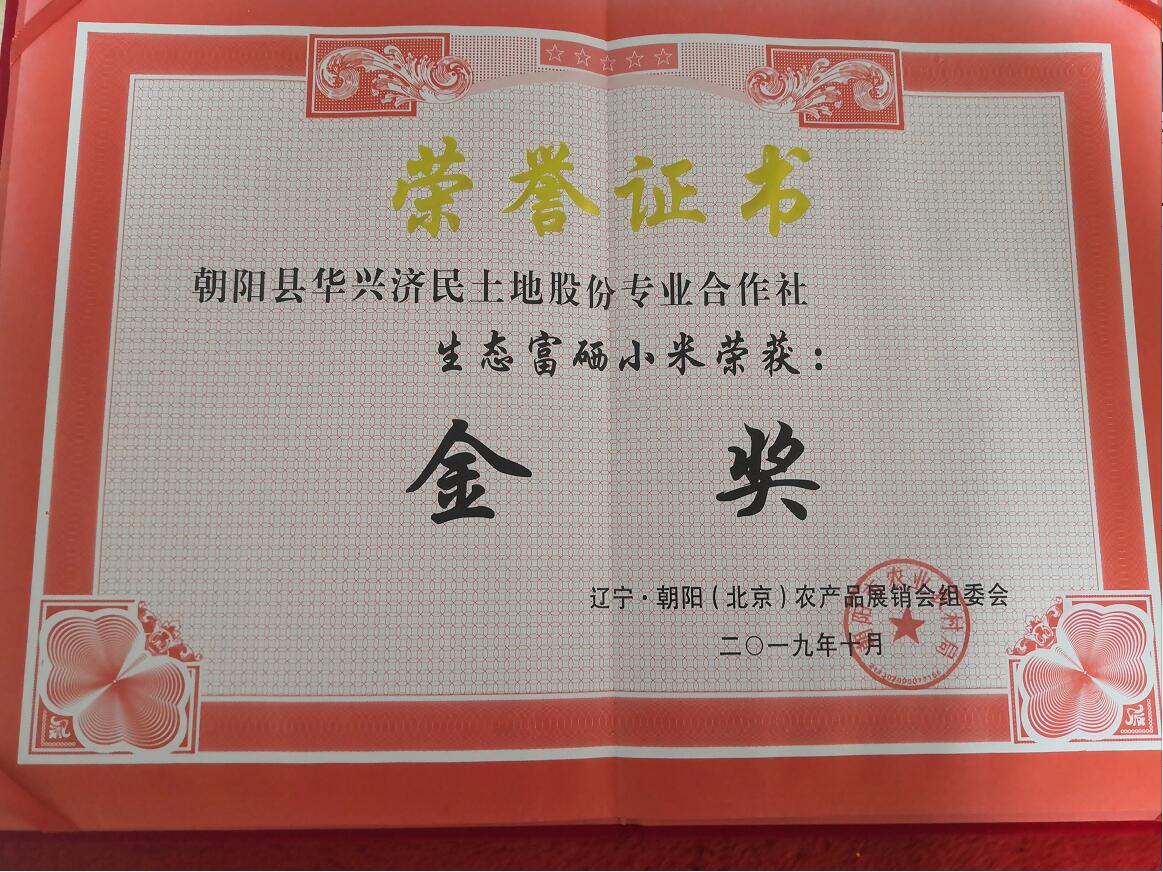 荣誉证书
朝阳县华兴济民土地股份专业合作社
生态富硒小米荣获：
金 奖
辽宁·朝阳（北京）农产品展销会组委会
二〇一九年十月